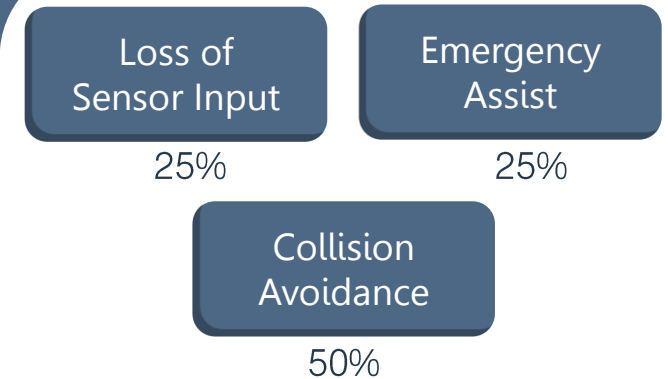 Loss of
Sensor Input
25%
Emergency
Assist
25%
Collision
Avoidance
50%